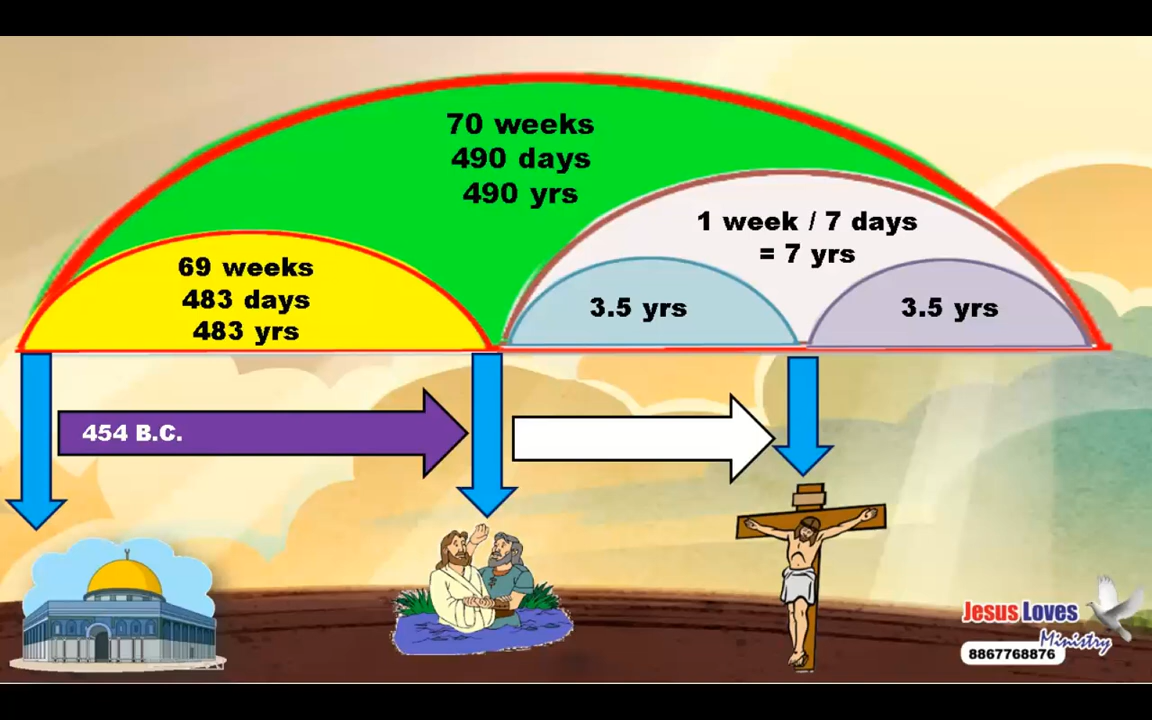 70 weeks
490 days
490 yrs
1 week / 7 days
= 7 yrs
69 weeks
483 days
483 yrs
3.5 yrs
3.5 yrs
454 B.C.
Jesus Loves
Ministry
8867768876